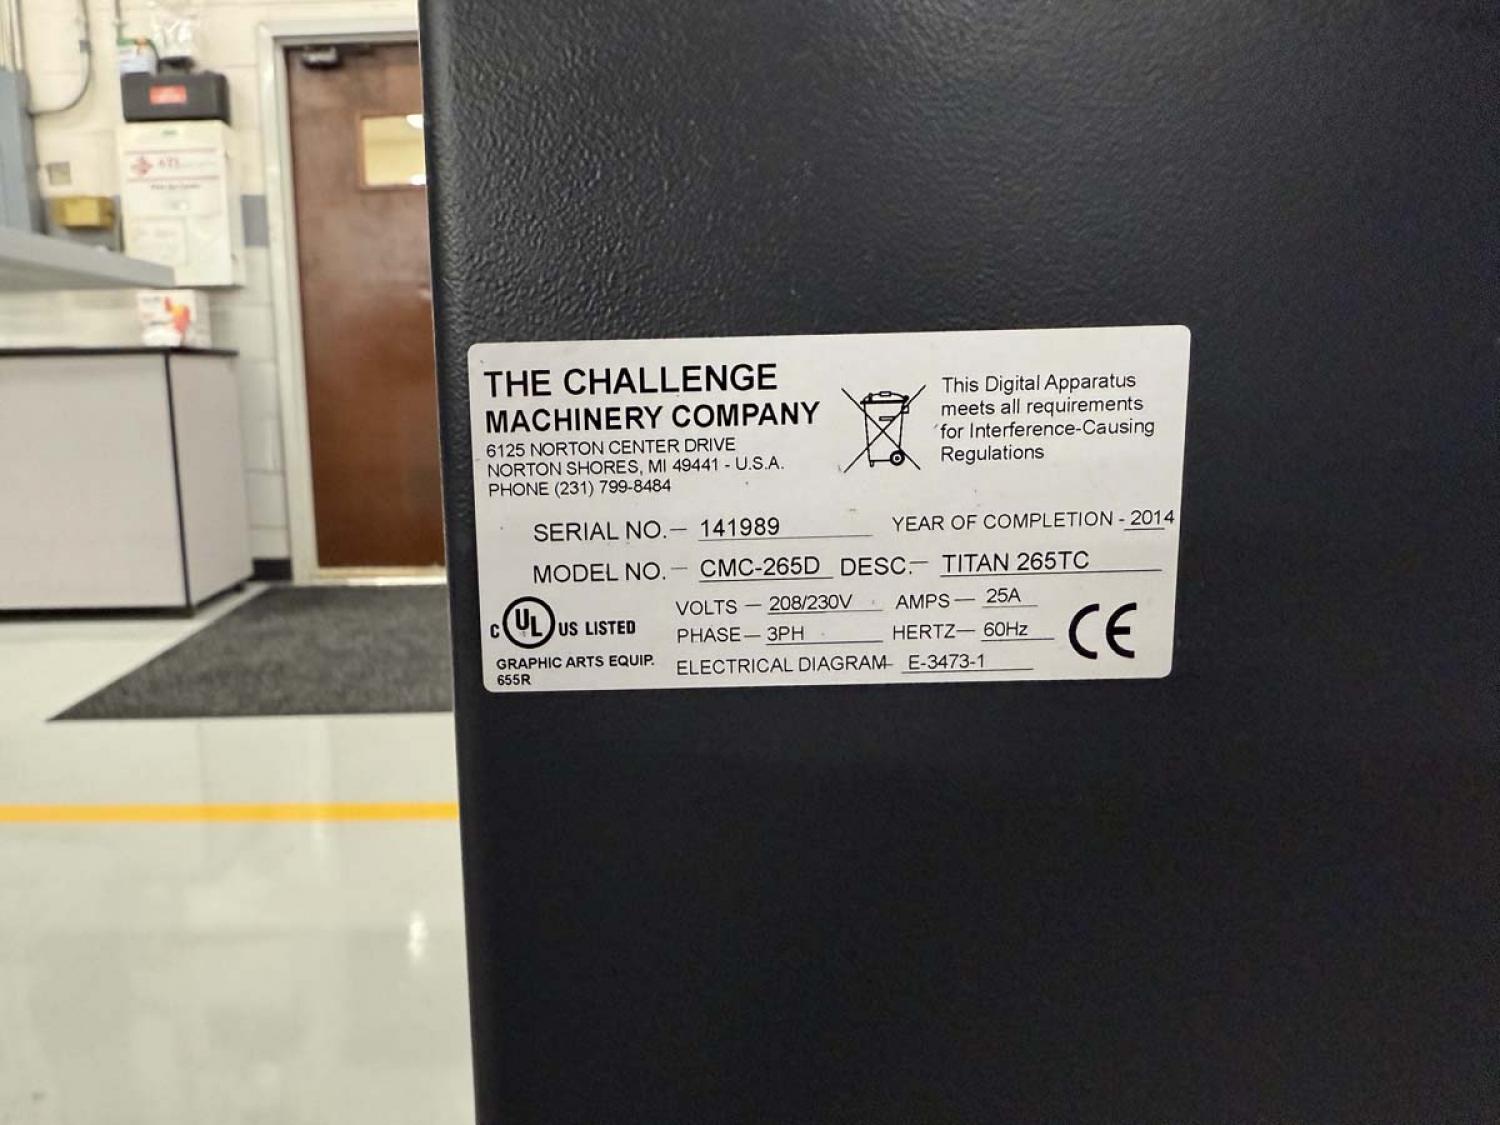 THE CHALLENGE
MACHINERY COMPANY
6125 NORTON CENTER DRIVE
NORTON SHORES, MI 49441 - U.S.A.
PHONE (231) 799-8484
This Digital Apparatus
meets all requirements
for Interference-Causing
Regulations
SERIAL NO.— 141989 YEAR OF COMPLETION - 2014
MODEL NO. — CMC-265D DESC.— TITAN 265TC
VOLTS — 208/230V AMPS — 25A
PHASE — 3PH HERTZ — 60Hz
ELECTRICAL DIAGRAM— E-3473-1
C UL US LISTED
GRAPHIC ARTS EQUIP.
655R
CE